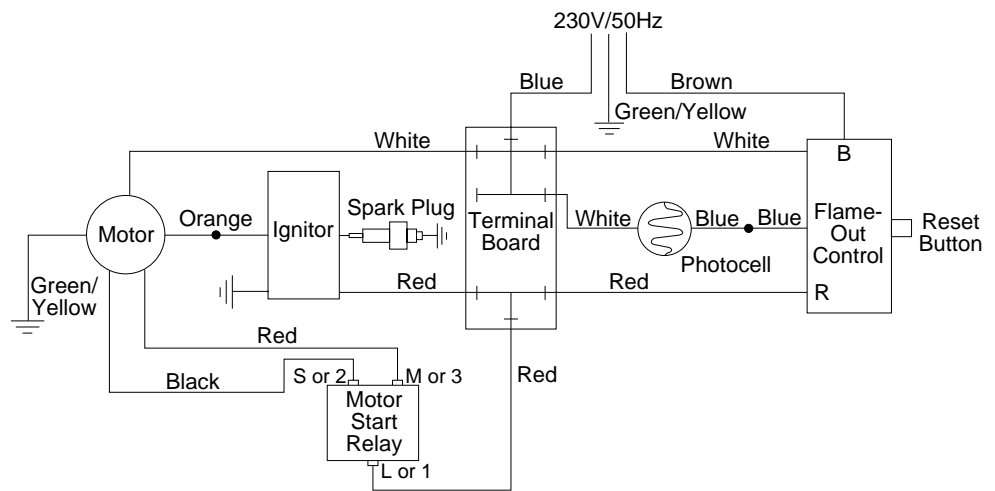 230V/50Hz
Blue
Brown
Green/Yellow
White
White
B
Orange
Ignitor
Spark Plug
Motor
Terminal
Board
White
Blue
Blue
Flame-
Out
Control
Reset
Button
Photocell
Green/
Yellow
Red
Red
R
Red
Black
S or 2
M or 3
Red
Motor
Start
Relay
L or 1